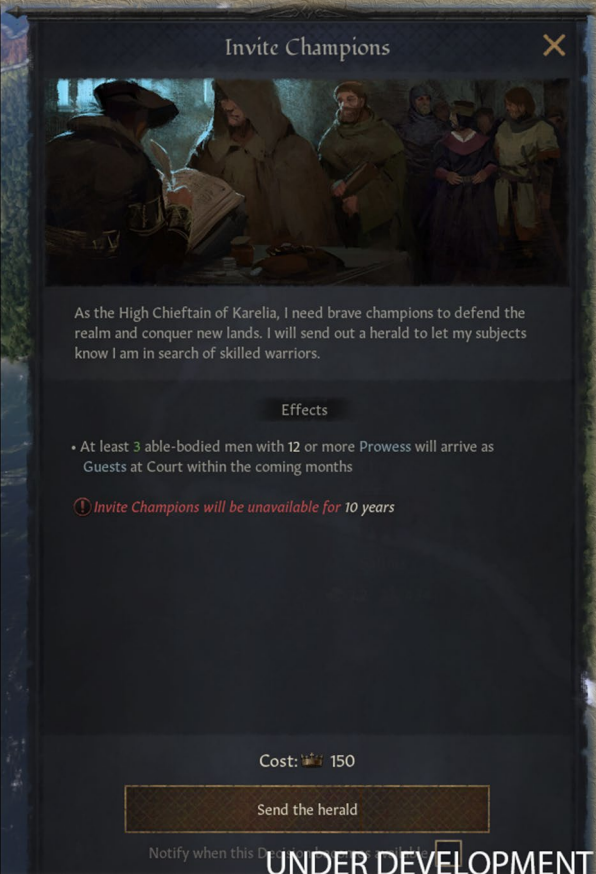 Invite Champions
As the High Chieftain of Karelia, I need brave champions to defend the
realm and conquer new lands. I will send out a herald to let my subjects
know I am in search of skilled warriors.
Effects
• At least 3 able-bodied men with 12 or more Prowess will arrive as
Guests at Court within the coming months
Invite Champions will be unavailable for 10 years
Cost: 150
Send the herald
Notify when this Decision becomes available
UNDER DEVELOPMENT